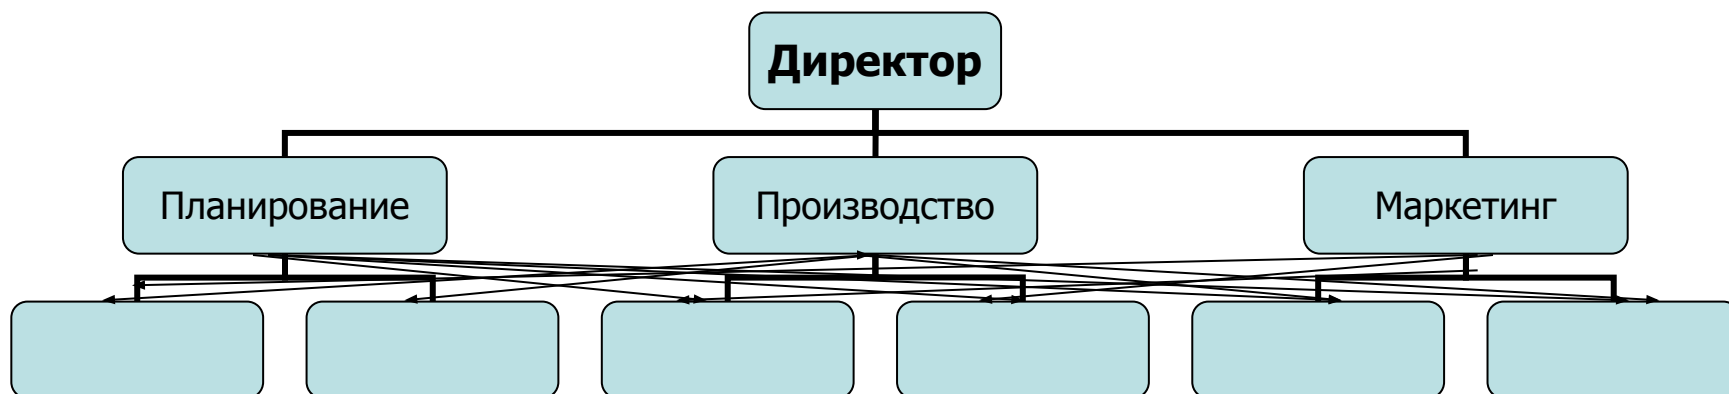 Директор
Планирование
Производство
Маркетинг